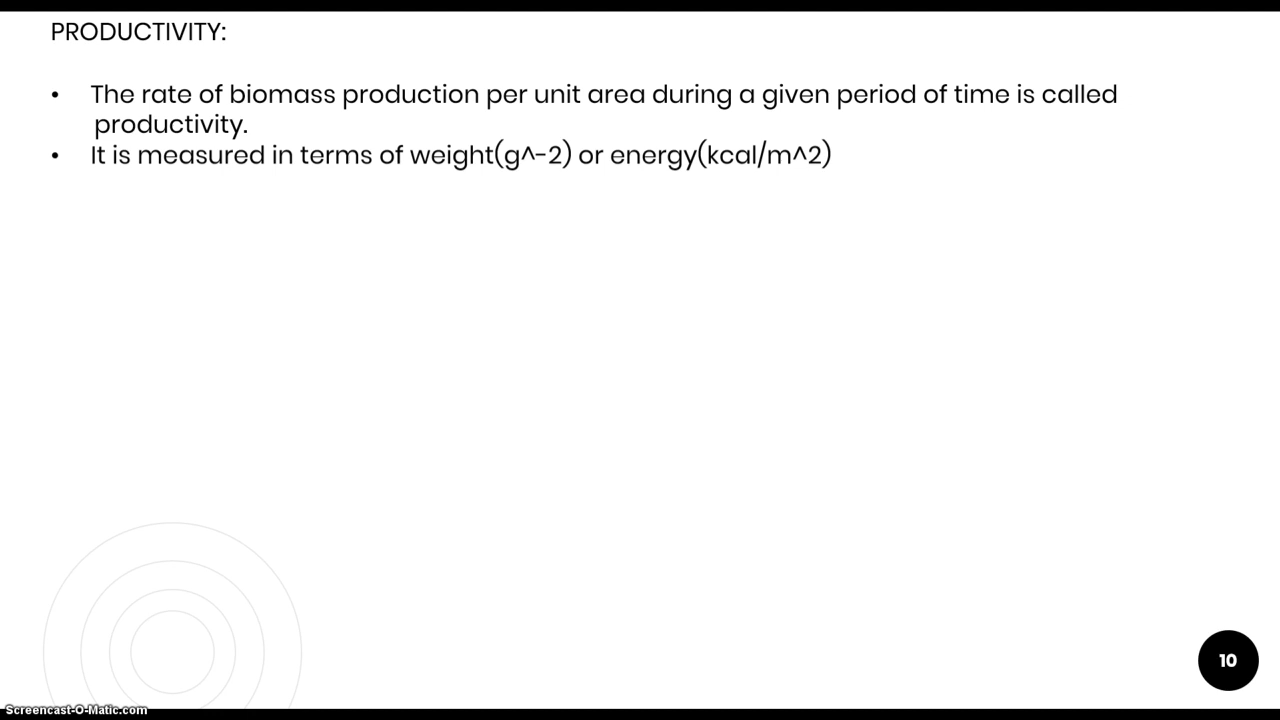 PRODUCTIVITY:
• The rate of biomass production per unit area during a given period of time is called
productivity.
• It is measured in terms of weight(g^-2) or energy(kcal/m^2)
10
Screencast-O-Matic.com